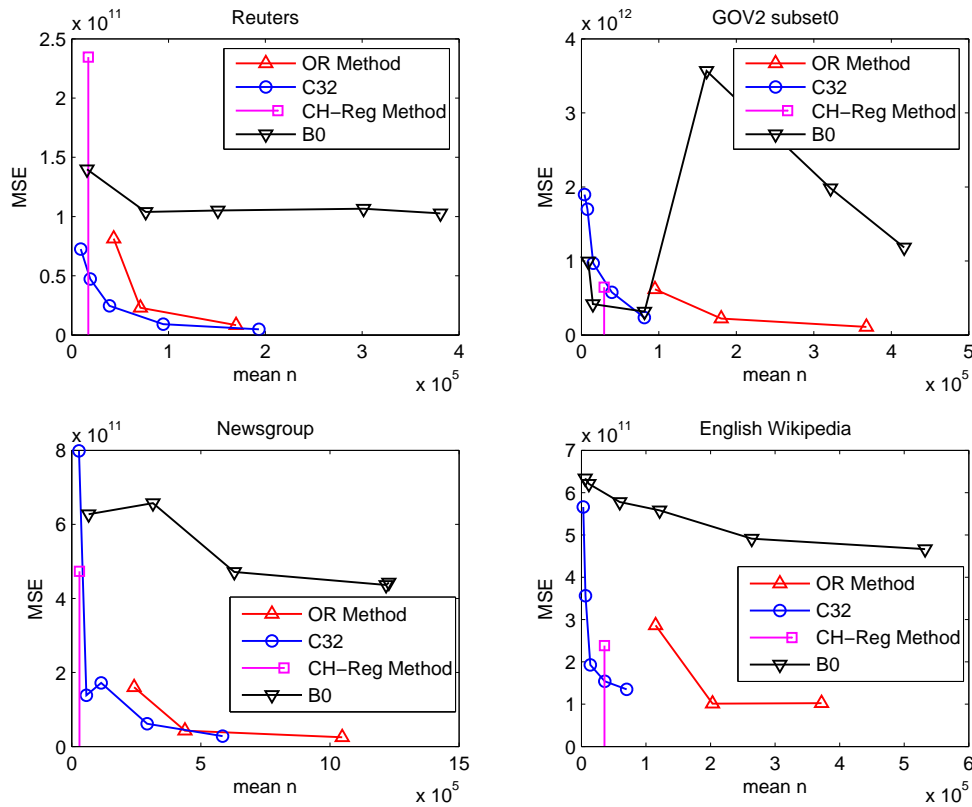 Reuters
x 10^11
MSE
2.5
2
1.5
1
0.5
0
0 1 2 3 4
mean n
x 10^5
OR Method
C32
CH-Reg Method
B0
GOV2 subset0
x 10^12
MSE
4
3
2
1
0
0 1 2 3 4 5
mean n
x 10^5
OR Method
C32
CH-Reg Method
B0
Newsgroup
x 10^11
MSE
8
6
4
2
0
0 5 10 15
mean n
x 10^5
OR Method
C32
CH-Reg Method
B0
English Wikipedia
x 10^11
MSE
7
6
5
4
3
2
1
0
0 1 2 3 4 5 6
mean n
x 10^5
OR Method
C32
CH-Reg Method
B0